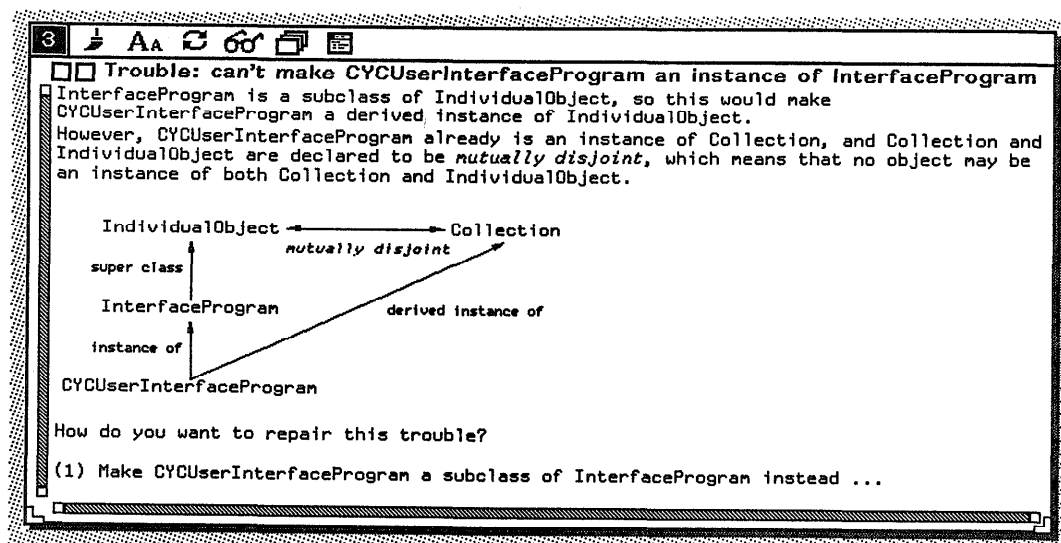 3 AA
Trouble: can't make CYCUserInterfaceProgram an instance of InterfaceProgram
InterfaceProgram is a subclass of IndividualObject, so this would make
CYCUserInterfaceProgram a derived instance of IndividualObject.
However, CYCUserInterfaceProgram already is an instance of Collection, and Collection and
IndividualObject are declared to be mutually disjoint, which means that no object may be
an instance of both Collection and IndividualObject.
IndividualObject Collection
mutually disjoint
super class
InterfaceProgram derived instance of
instance of
CYCUserInterfaceProgram
How do you want to repair this trouble?
(1) Make CYCUserInterfaceProgram a subclass of InterfaceProgram instead ...